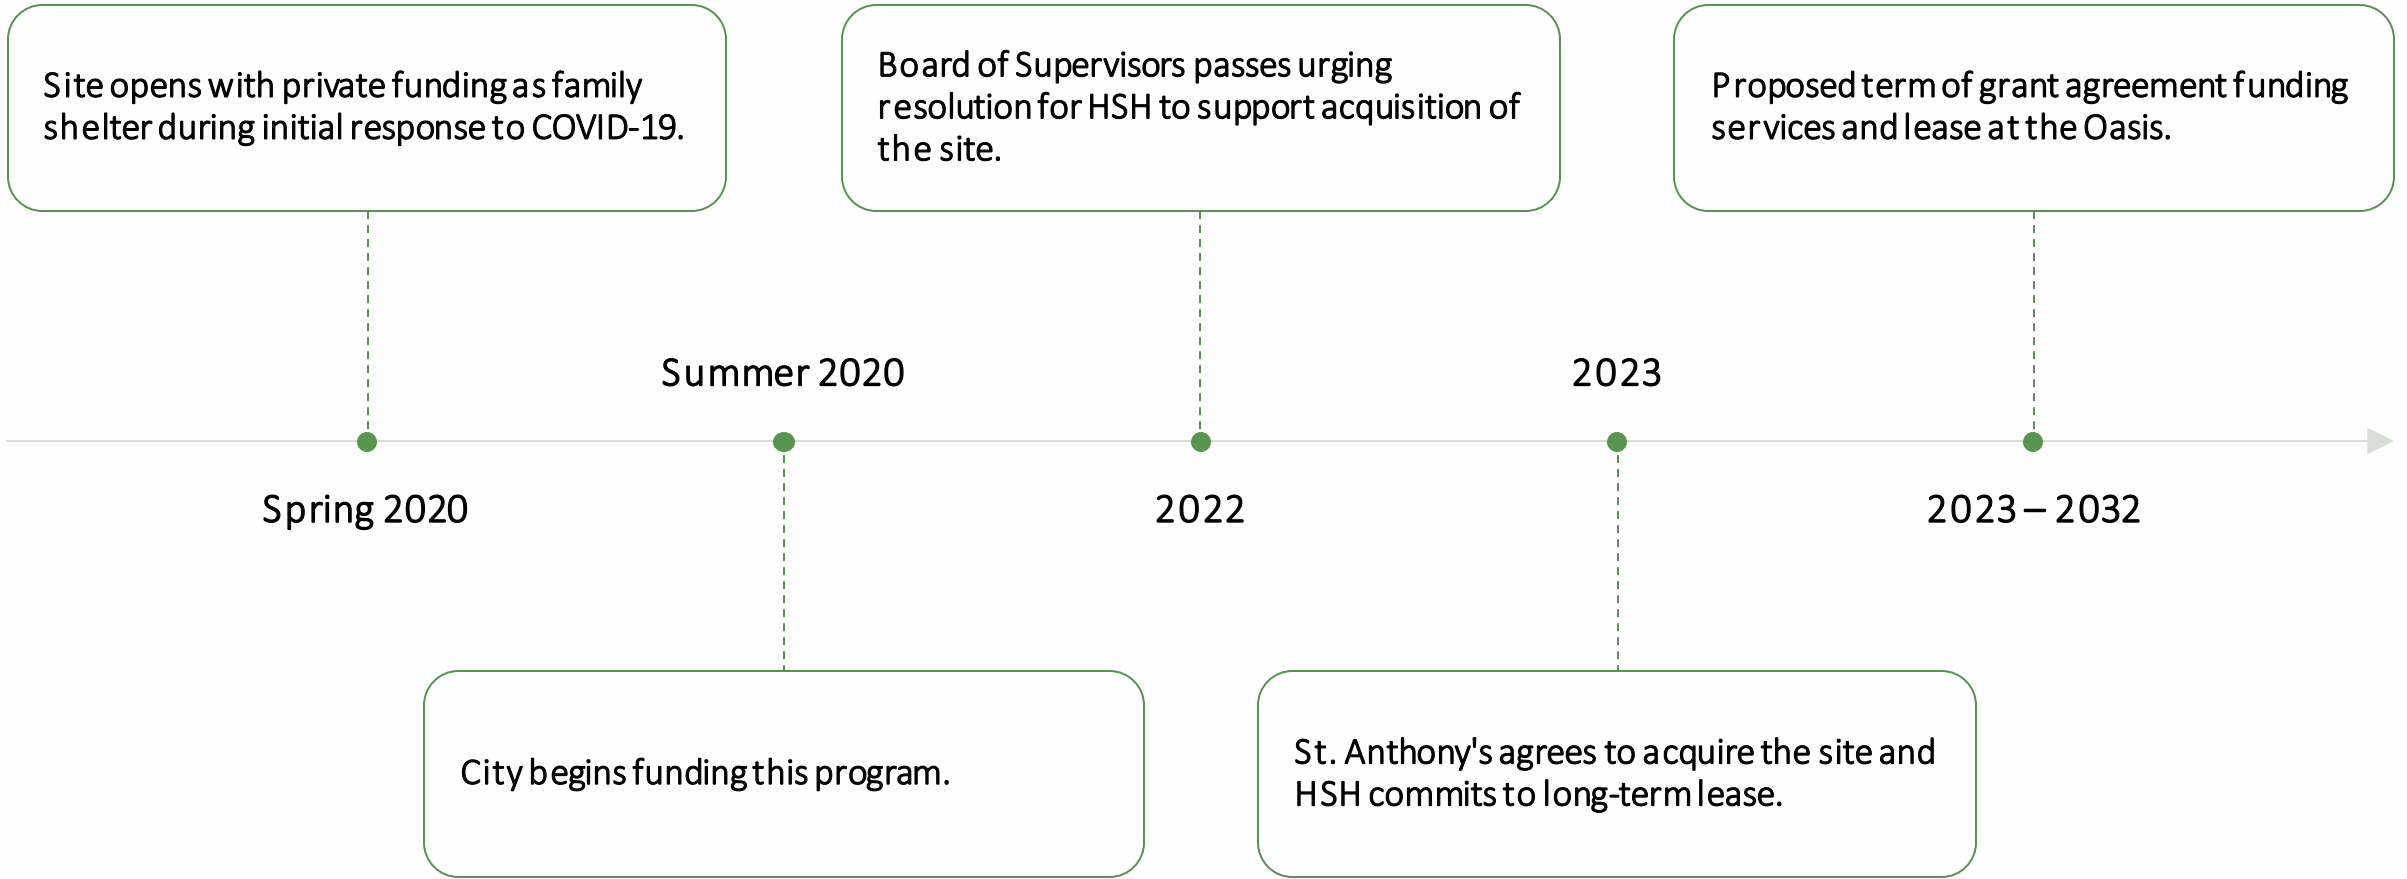 Site opens with private funding as family
shelter during initial response to COVID-19.
Spring 2020
Summer 2020
City begins funding this program.
Board of Supervisors passes urging
resolution for HSH to support acquisition of
the site.
2022
2023
St. Anthony's agrees to acquire the site and
HSH commits to long-term lease.
Proposed term of grant agreement funding
services and lease at the Oasis.
2023 – 2032